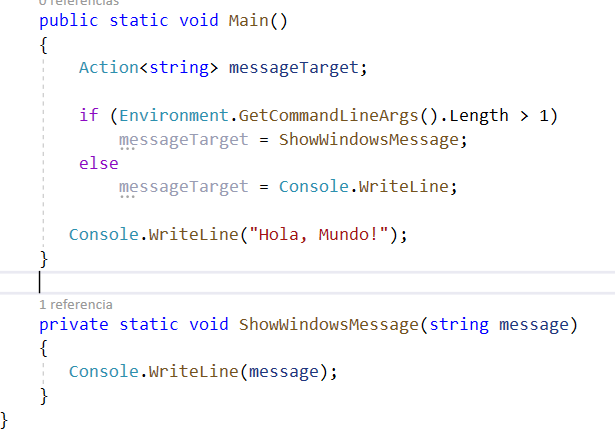 0 referencias
public static void Main()
{
Action<string> messageTarget;
if (Environment.GetCommandLineArgs().Length > 1)
messageTarget = ShowWindowsMessage;
else
messageTarget = Console.WriteLine;
Console.WriteLine("Hola, Mundo!");
}
1 referencia
private static void ShowWindowsMessage(string message)
{
Console.WriteLine(message);
}
}